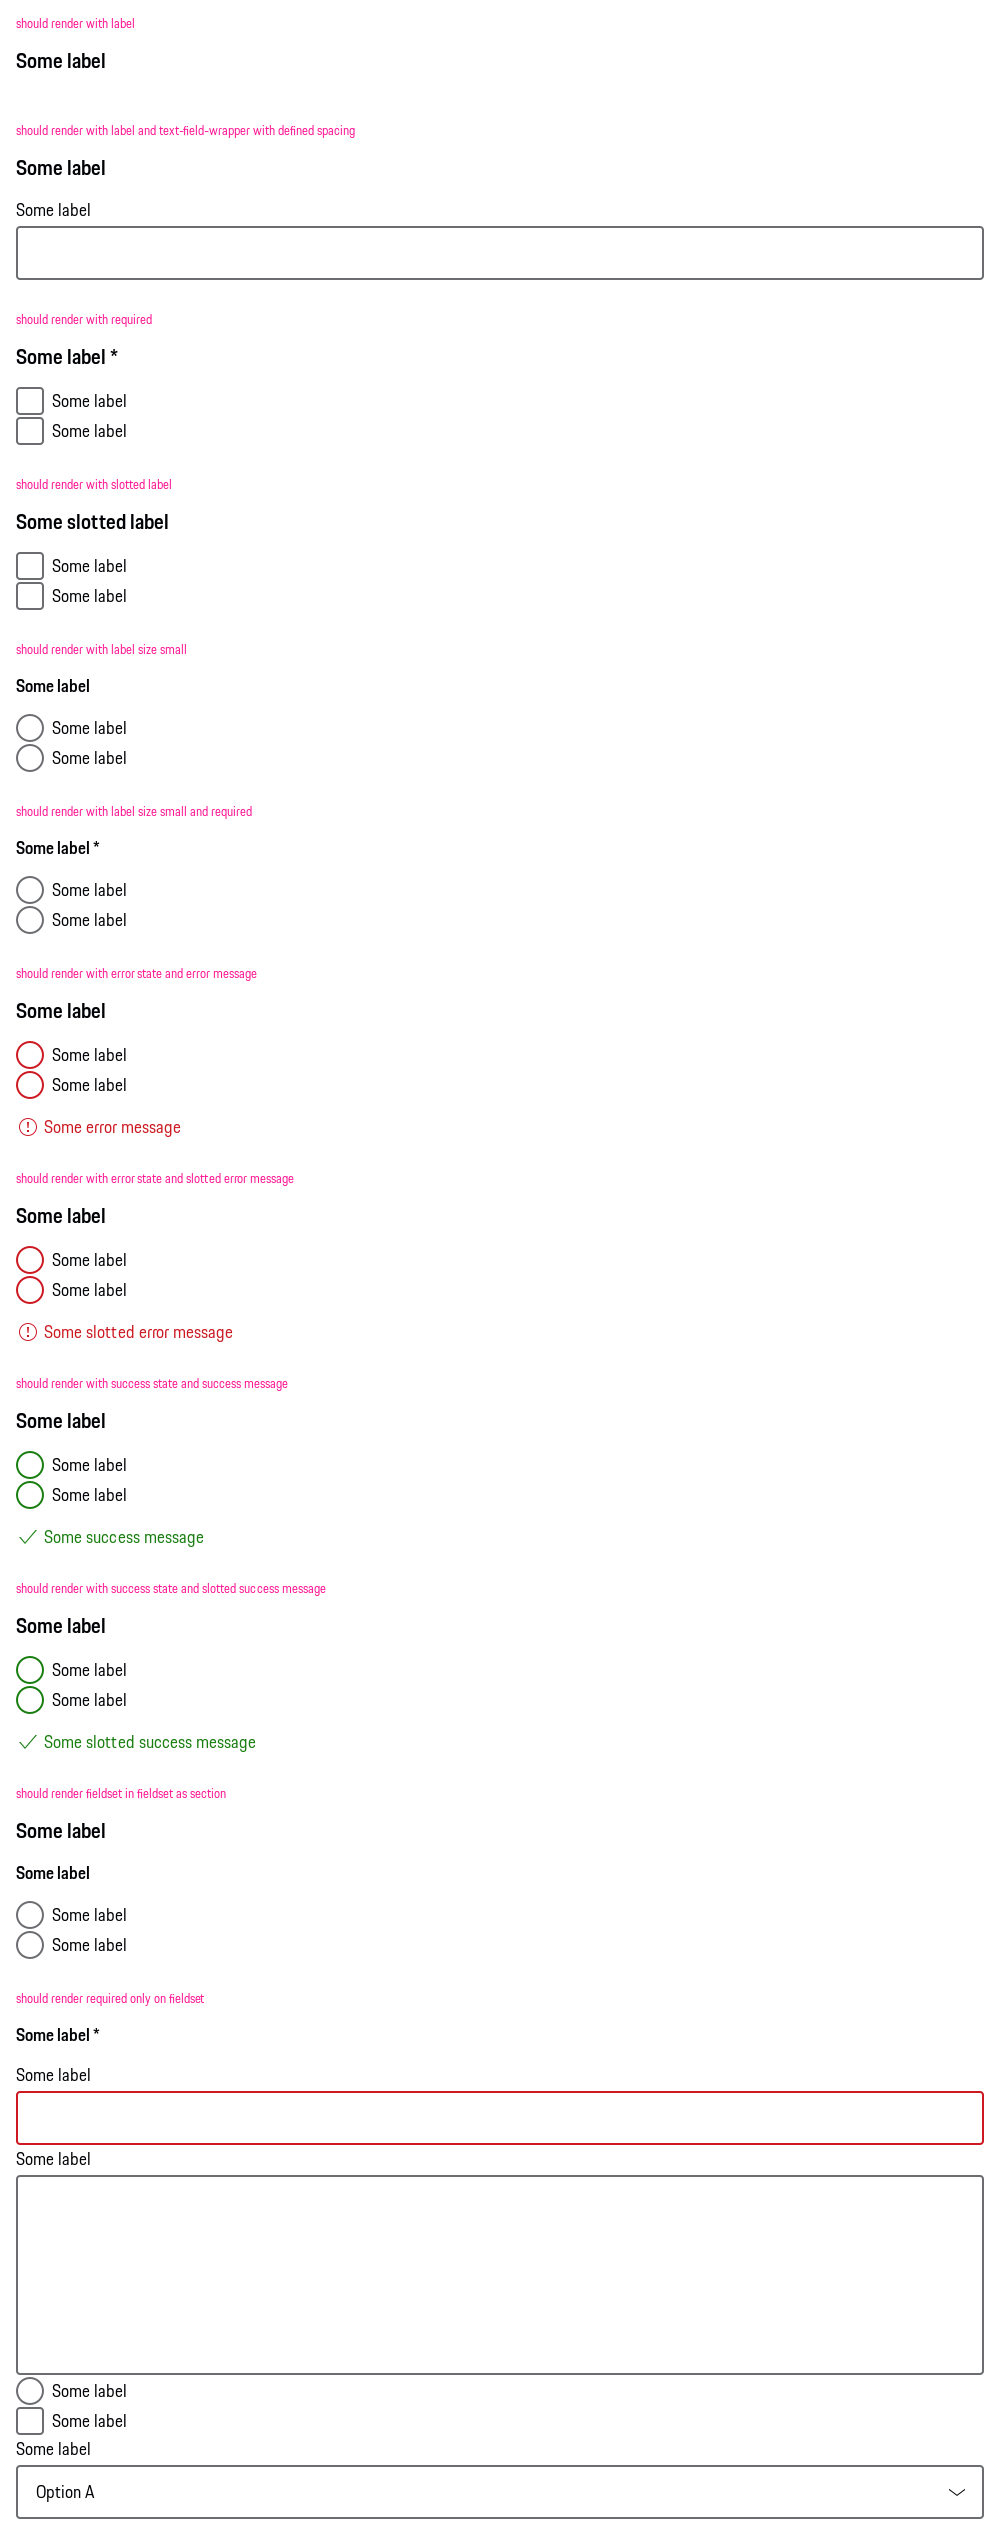 should render with label
Some label
should render with label and text-field-wrapper with defined spacing
Some label
Some label
should render with required
Some label *
Some label
Some label
should render with slotted label
Some slotted label
Some label
Some label
should render with label size small
Some label
Some label
Some label
should render with label size small and required
Some label *
Some label
Some label
should render with error state and error message
Some label
Some label
Some label
Some error message
should render with error state and slotted error message
Some label
Some label
Some label
Some slotted error message
should render with success state and success message
Some label
Some label
Some label
Some success message
should render with success state and slotted success message
Some label
Some label
Some label
Some slotted success message
should render fieldset in fieldset as section
Some label
Some label
Some label
Some label
should render required only on fieldset
Some label *
Some label
Some label
Some label
Some label
Some label
Option A